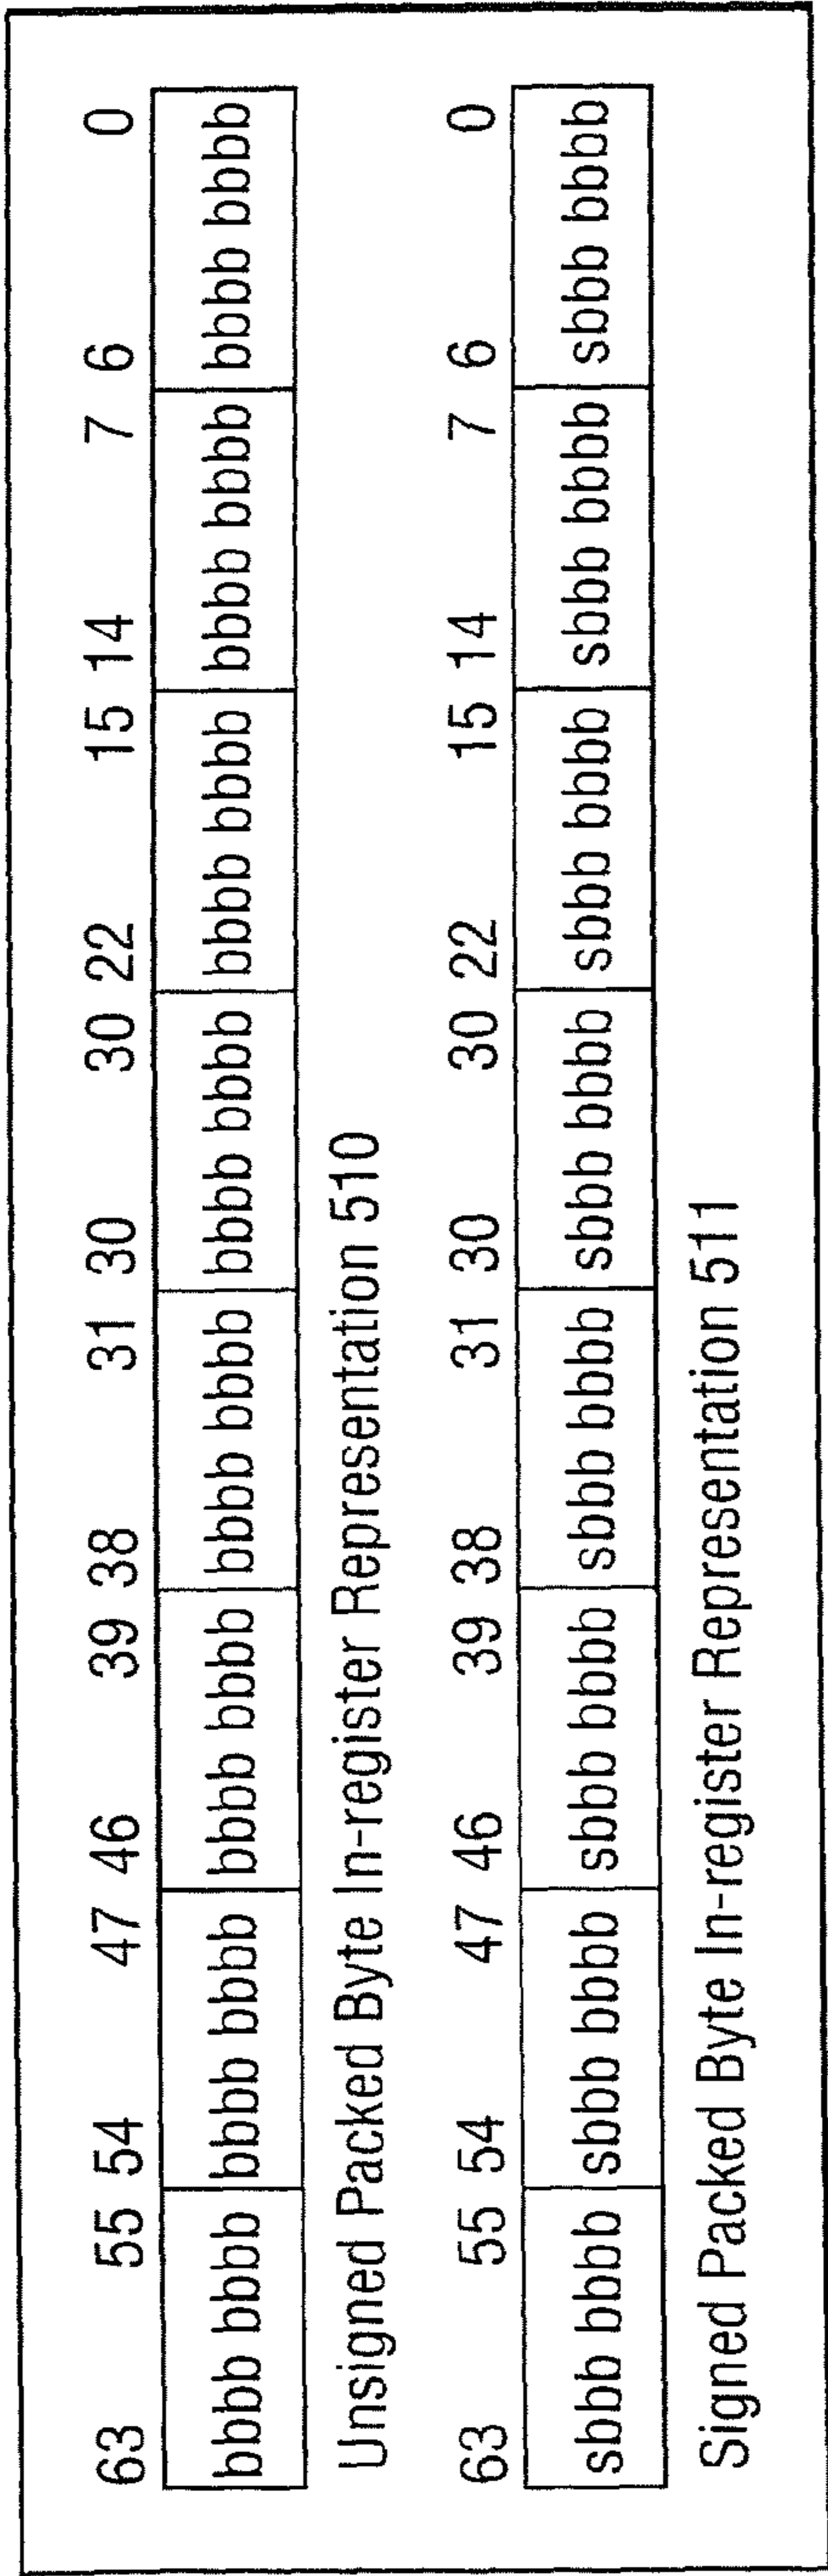 63 55 54 47 46 39 38 31 30 30 22 15 14 7 6 0
bbbb bbbb bbbb bbbb bbbb bbbb bbbb bbbb bbbb bbbb bbbb bbbb bbbb bbbb bbbb bbbb
Unsigned Packed Byte In-register Representation 510
63 55 54 47 46 39 38 31 30 30 22 15 14 7 6 0
sbbb bbbb sbbb bbbb sbbb bbbb sbbb bbbb sbbb bbbb sbbb bbbb sbbb bbbb sbbb bbbb
Signed Packed Byte In-register Representation 511